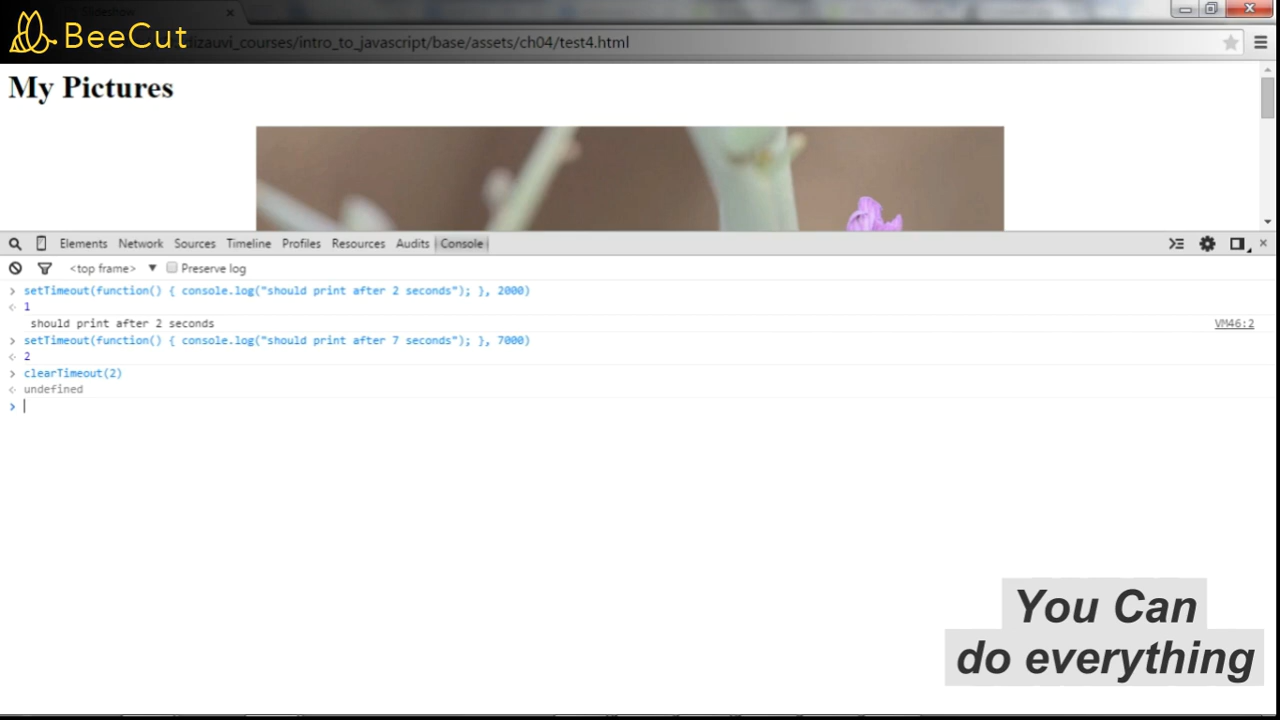 Slideshow
BeeCut
dizauvi_courses/intro_to_javascript/base/assets/ch04/test4.html
My Pictures
Elements Network Sources Timeline Profiles Resources Audits Console
<top frame> ▼ Preserve log
> setTimeout(function() { console.log("should print after 2 seconds"); }, 2000)
1
should print after 2 seconds VM46:2
> setTimeout(function() { console.log("should print after 7 seconds"); }, 7000)
2
> clearTimeout(2)
undefined
>
You Can
do everything